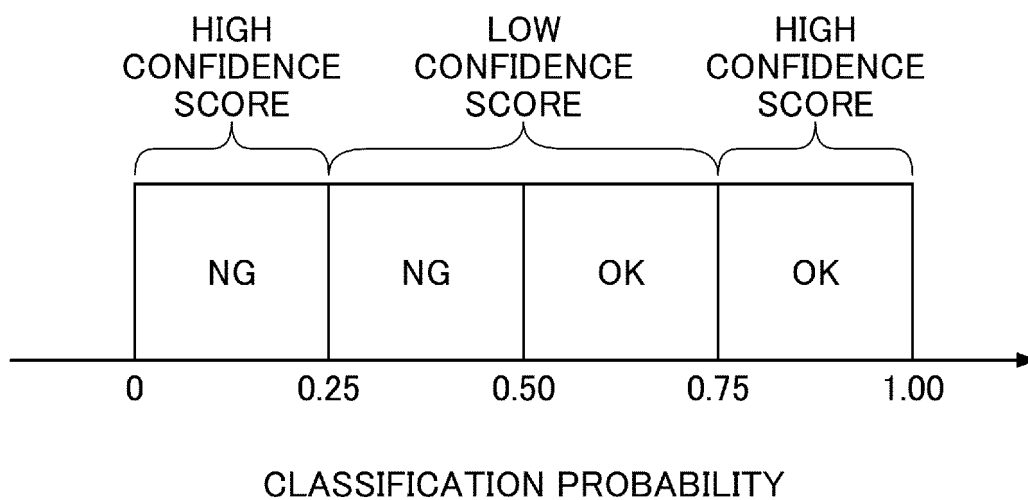 HIGH
CONFIDENCE
SCORE
LOW
CONFIDENCE
SCORE
HIGH
CONFIDENCE
SCORE
NG NG OK OK
0 0.25 0.50 0.75 1.00
CLASSIFICATION PROBABILITY